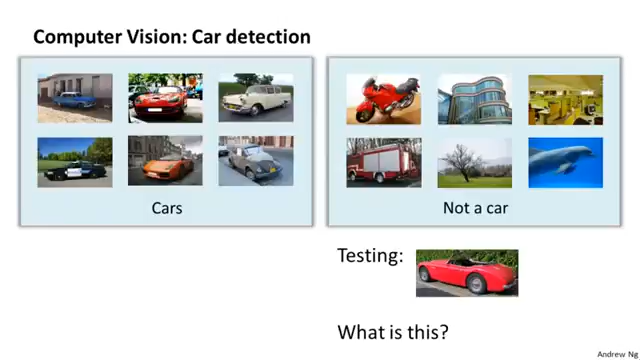 Computer Vision: Car detection
Cars
Not a car
Testing:
What is this?
Andrew Ng